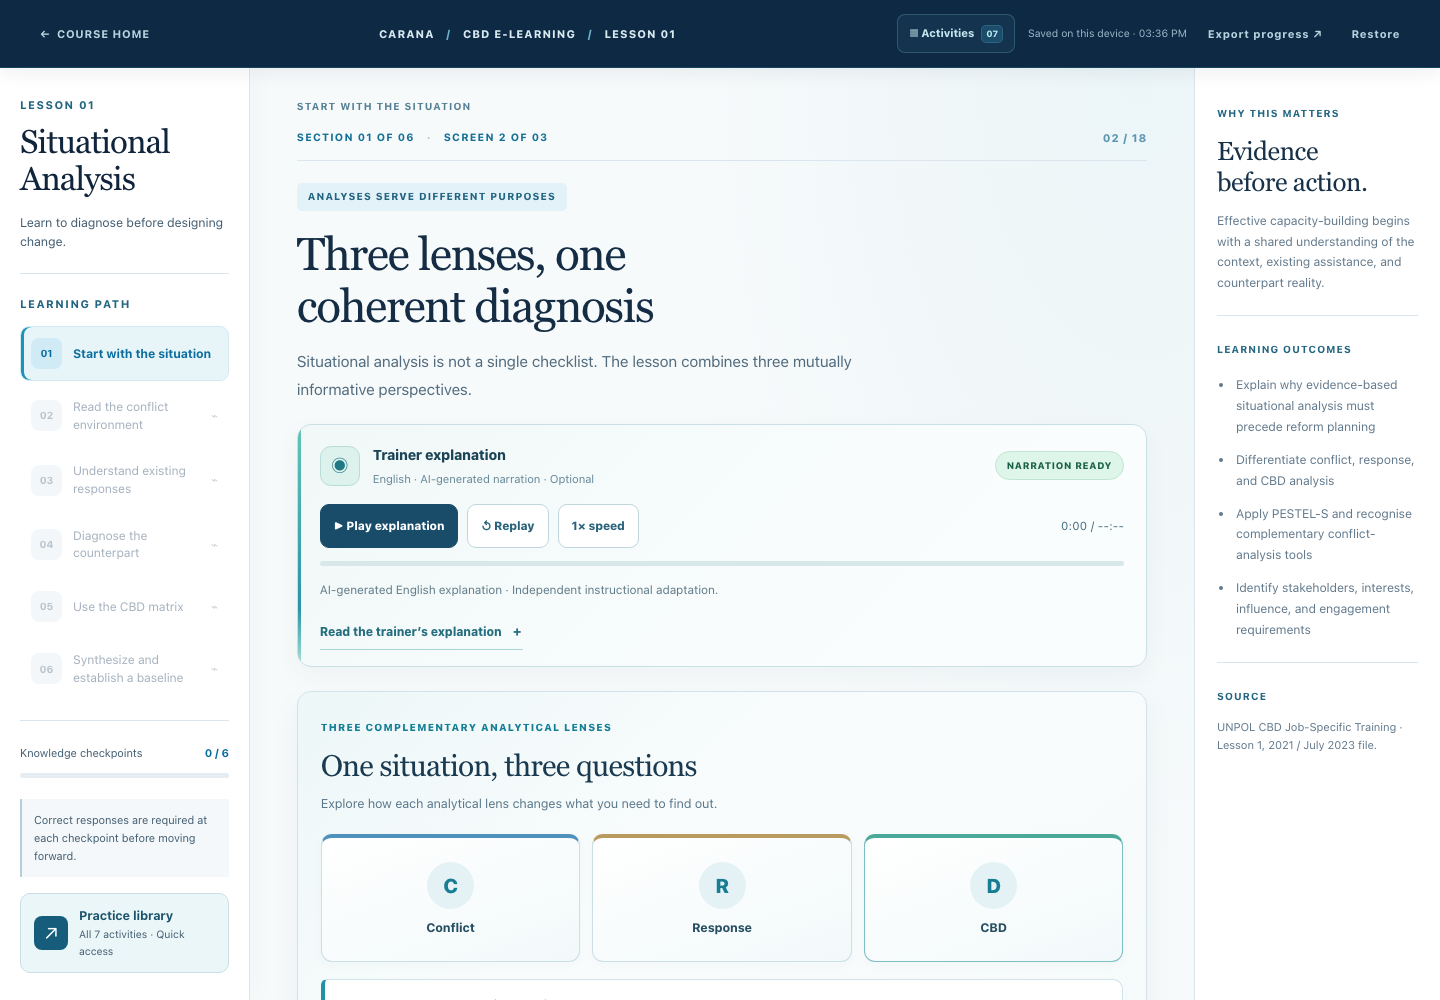 ← COURSE HOME
CARANA / CBD E-LEARNING / LESSON 01
Activities 07
Saved on this device · 03:36 PM
Export progress ↗
Restore
LESSON 01
Situational
Analysis
Learn to diagnose before designing
change.
LEARNING PATH
01 Start with the situation
02 Read the conflict
environment
03 Understand existing
responses
04 Diagnose the
counterpart
05 Use the CBD matrix
06 Synthesize and
establish a baseline
Knowledge checkpoints 0 / 6
Correct responses are required at
each checkpoint before moving
forward.
↗ Practice library
All 7 activities · Quick
access
START WITH THE SITUATION
SECTION 01 OF 06 · SCREEN 2 OF 03
02 / 18
ANALYSES SERVE DIFFERENT PURPOSES
Three lenses, one
coherent diagnosis
Situational analysis is not a single checklist. The lesson combines three mutually
informative perspectives.
Trainer explanation
English · AI-generated narration · Optional
NARRATION READY
▶ Play explanation
↺ Replay
1× speed
0:00 / --:--
AI-generated English explanation · Independent instructional adaptation.
Read the trainer’s explanation +
THREE COMPLEMENTARY ANALYTICAL LENSES
One situation, three questions
Explore how each analytical lens changes what you need to find out.
C
Conflict
R
Response
D
CBD
WHY THIS MATTERS
Evidence
before action.
Effective capacity-building begins
with a shared understanding of the
context, existing assistance, and
counterpart reality.
LEARNING OUTCOMES
• Explain why evidence-based
situational analysis must
precede reform planning
• Differentiate conflict, response,
and CBD analysis
• Apply PESTEL-S and recognise
complementary conflict-
analysis tools
• Identify stakeholders, interests,
influence, and engagement
requirements
SOURCE
UNPOL CBD Job-Specific Training ·
Lesson 1, 2021 / July 2023 file.